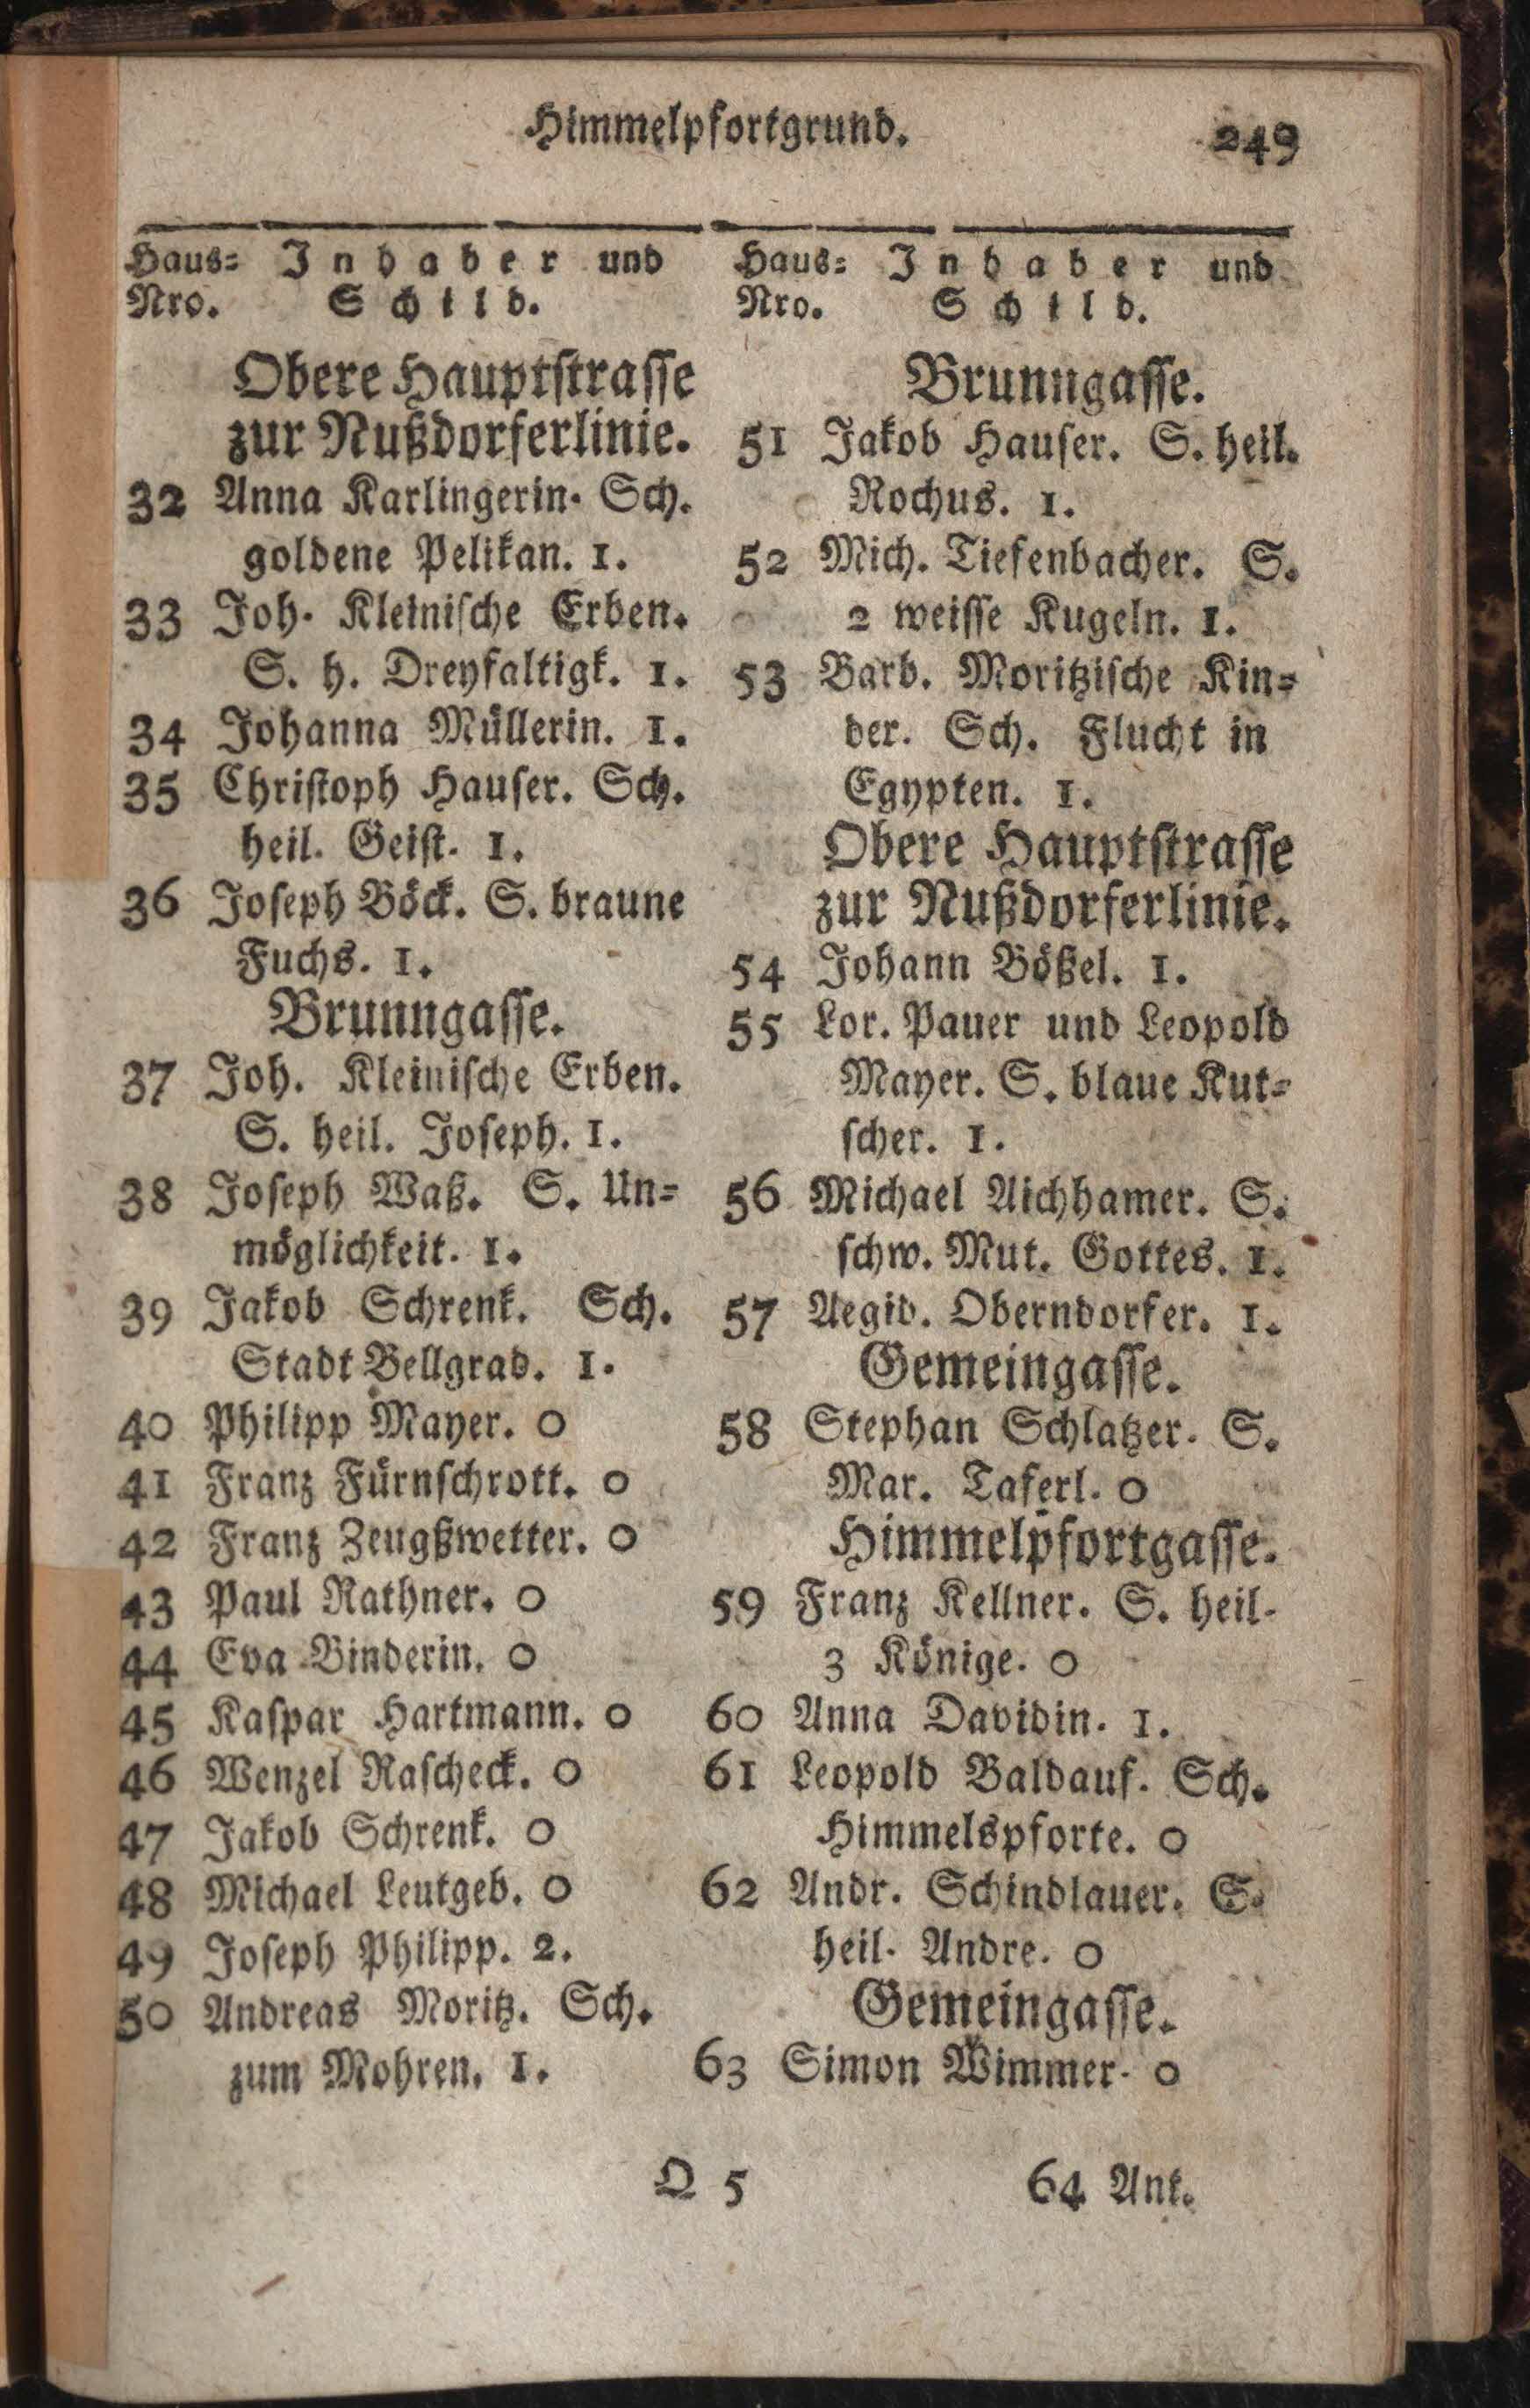 Himmelpfortgrund. 249
Haus= Inhaber und
Nro. Schild.
Obere Hauptstrasse
zur Nußdorferlinie.
32 Anna Karlingerin. Sch.
goldene Pelikan. 1.
33 Joh. Kleinische Erben.
S. h. Dreyfaltigk. 1.
34 Johanna Müllerin. 1.
35 Christoph Hauser. Sch.
heil. Geist. 1.
36 Joseph Böck. S. braune
Fuchs. 1.
Brunngasse.
37 Joh. Kleinische Erben.
S. heil. Joseph. 1.
38 Joseph Waß. S. Un=
möglichkeit. 1.
39 Jakob Schrenk. Sch.
Stadt Bellgrad. 1.
40 Philipp Mayer. 0
41 Franz Fürnschrott. 0
42 Franz Zeugßwetter. 0
43 Paul Rathner. 0
44 Eva Binderin. 0
45 Kaspar Hartmann. 0
46 Wenzel Rascheck. 0
47 Jakob Schrenk. 0
48 Michael Leutgeb. 0
49 Joseph Philipp. 2.
50 Andreas Moritz. Sch.
zum Mohren. 1.
Haus= Inhaber und
Nro. Schild.
Brunngasse.
51 Jakob Hauser. S. heil.
Rochus. 1.
52 Mich. Tiefenbacher. S.
2 weisse Kugeln. 1.
53 Barb. Moritzische Kin=
der. Sch. Flucht in
Egypten. 1.
Obere Hauptstrasse
zur Nußdorferlinie.
54 Johann Bößel. 1.
55 Lor. Pauer und Leopold
Mayer. S. blaue Kut=
scher. 1.
56 Michael Aichhamer. S.
schw. Mut. Gottes. 1.
57 Aegid. Oberndorfer. 1.
Gemeingasse.
58 Stephan Schlatzer. S.
Mar. Taferl. 0
Himmelpfortgasse.
59 Franz Kellner. S. heil.
3 Könige. 0
60 Anna Davidin. 1.
61 Leopold Baldauf. Sch.
Himmelspforte. 0
62 Andr. Schindlauer. S.
heil. Andre. 0
Gemeingasse.
63 Simon Wimmer. 0
Q 5 64 Ant.